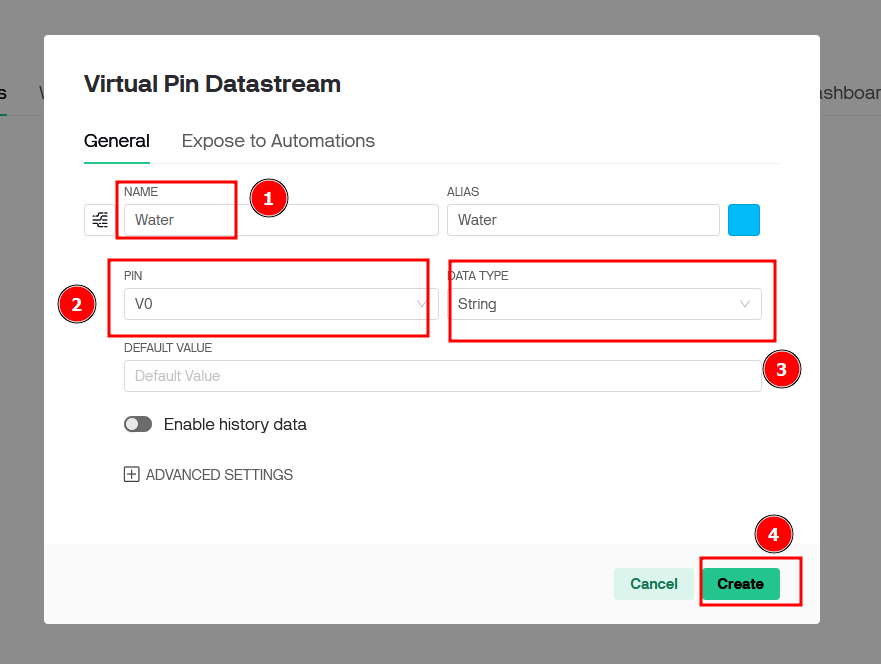 s
ashboar
Virtual Pin Datastream
General Expose to Automations
NAME ALIAS
1
Water Water
PIN DATA TYPE
2
V0 String
DEFAULT VALUE
Default Value
3
Enable history data
ADVANCED SETTINGS
4
Cancel Create